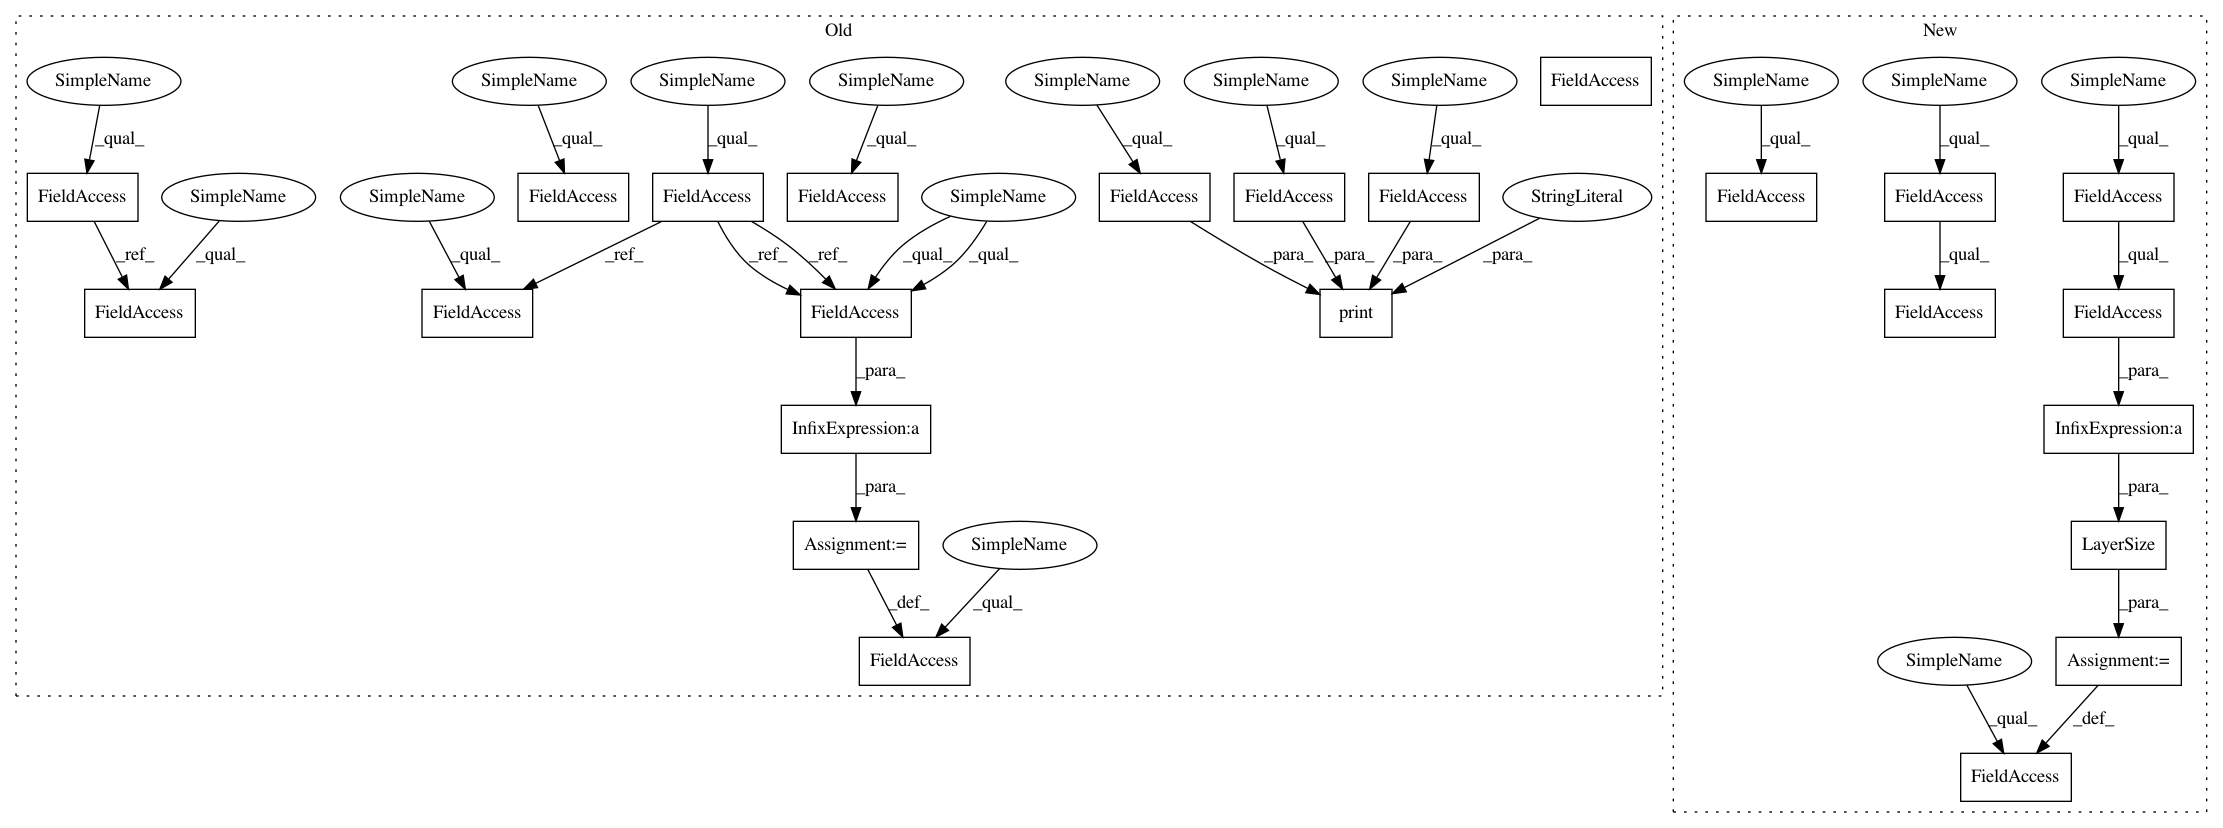 Old
New
SimpleName
SimpleName
SimpleName
SimpleName
SimpleName
SimpleName
SimpleName
FieldAccess
SimpleName
SimpleName
SimpleName
_qual_
_qual_
_qual_
_qual_
_qual_
_qual_
_qual_
_qual_
_qual_
_qual_
FieldAccess
SimpleName
SimpleName
FieldAccess
FieldAccess
FieldAccess
SimpleName
FieldAccess
FieldAccess
FieldAccess
StringLiteral
FieldAccess
FieldAccess
FieldAccess
_ref_
_qual_
_qual_
_ref_
_ref_
_ref_
_qual_
_qual_
_para_
_para_
_para_
_para_
_qual_
_qual_
FieldAccess
FieldAccess
FieldAccess
print
FieldAccess
FieldAccess
_para_
_para_
InfixExpression:a
InfixExpression:a
_para_
_para_
Assignment:=
SimpleName
LayerSize
_def_
_qual_
_para_
FieldAccess
SimpleName
Assignment:=
_qual_
_def_
FieldAccess